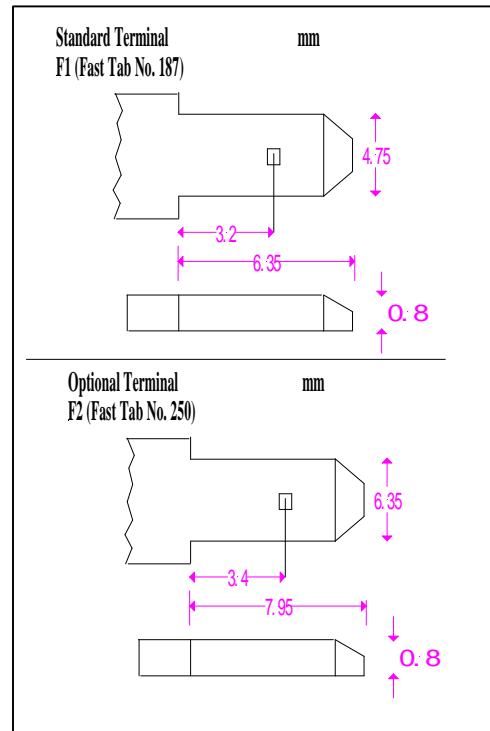 Standard Terminal mm
F1 (Fast Tab No. 187)
4.75
3.2
6.35
0.8
Optional Terminal mm
F2 (Fast Tab No. 250)
6.35
3.4
7.95
0.8